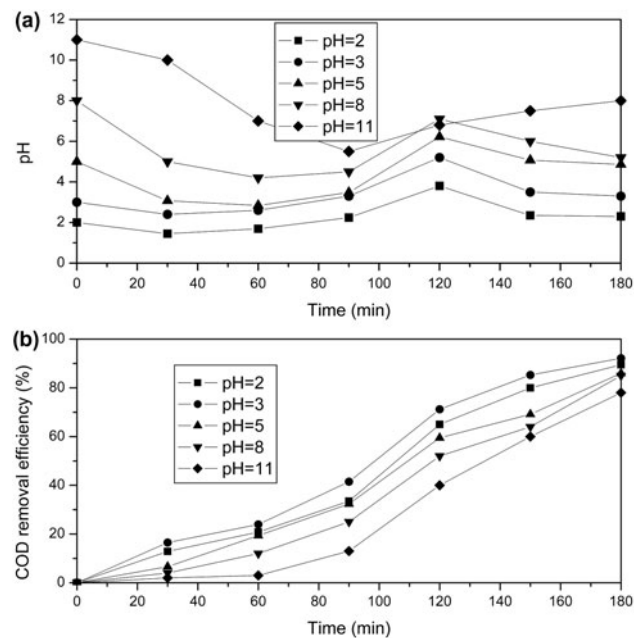 (a)
12
10
8
6
4
2
0
pH
pH=2
pH=3
pH=5
pH=8
pH=11
0 20 40 60 80 100 120 140 160 180
Time (min)
(b)
100
80
60
40
20
0
COD removal efficiency (%)
pH=2
pH=3
pH=5
pH=8
pH=11
0 20 40 60 80 100 120 140 160 180
Time (min)